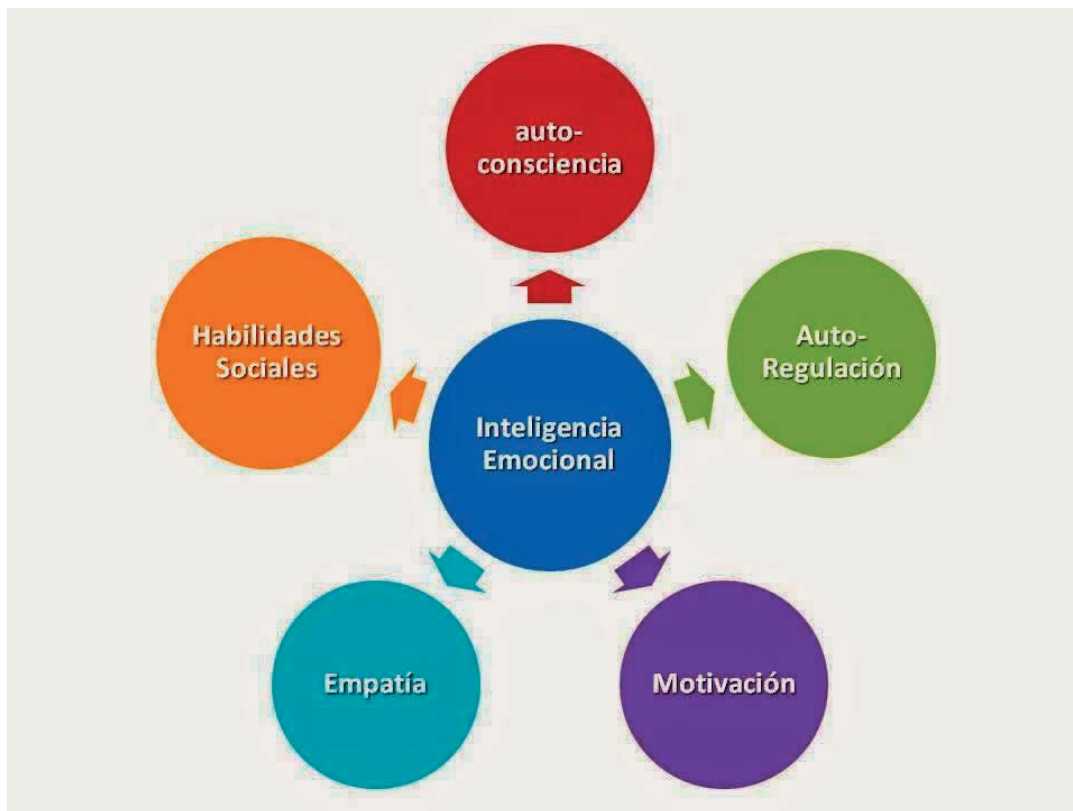 auto-
consciencia
Habilidades
Sociales
Auto-
Regulación
Inteligencia
Emocional
Empatía
Motivación